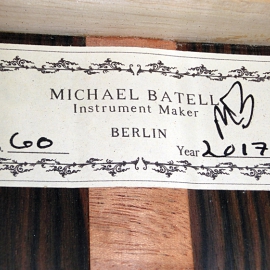 MICHAEL BATELL
Instrument Maker
BERLIN
60 Year 2017